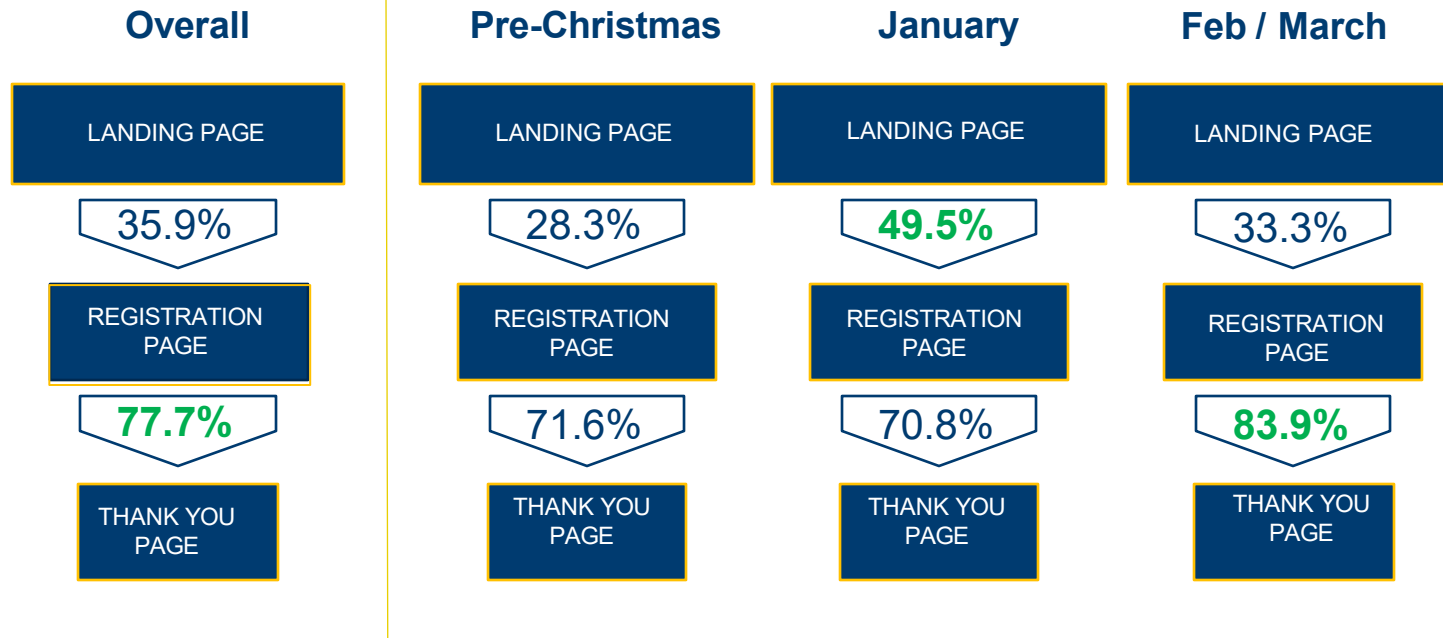 Overall
Pre-Christmas
January
Feb / March
LANDING PAGE
LANDING PAGE
LANDING PAGE
LANDING PAGE
35.9%
28.3%
49.5%
33.3%
REGISTRATION
PAGE
REGISTRATION
PAGE
REGISTRATION
PAGE
REGISTRATION
PAGE
77.7%
71.6%
70.8%
83.9%
THANK YOU
PAGE
THANK YOU
PAGE
THANK YOU
PAGE
THANK YOU
PAGE